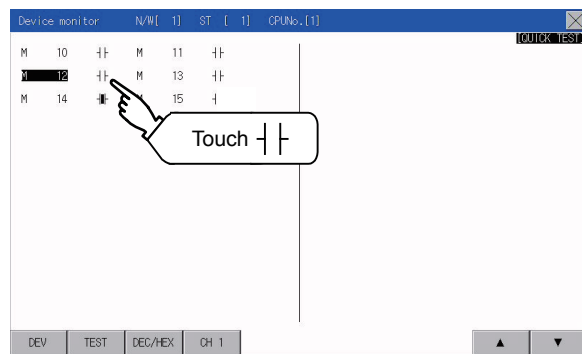 Device monitor N/W[ 1] ST [ 1] CPUNo.[1]
[QUICK TEST
M 10 M 11
M 12 M 13
M 14 15
Touch
DEV TEST DEC/HEX CH 1 ▲ ▼